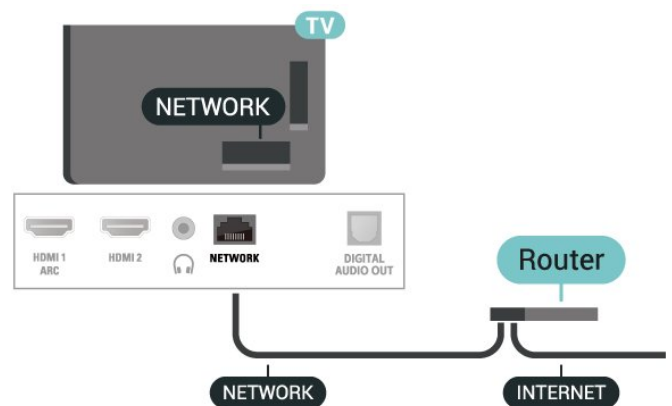 TV
NETWORK
HDMI 1
ARC
HDMI 2
NETWORK
DIGITAL
AUDIO OUT
Router
NETWORK
INTERNET